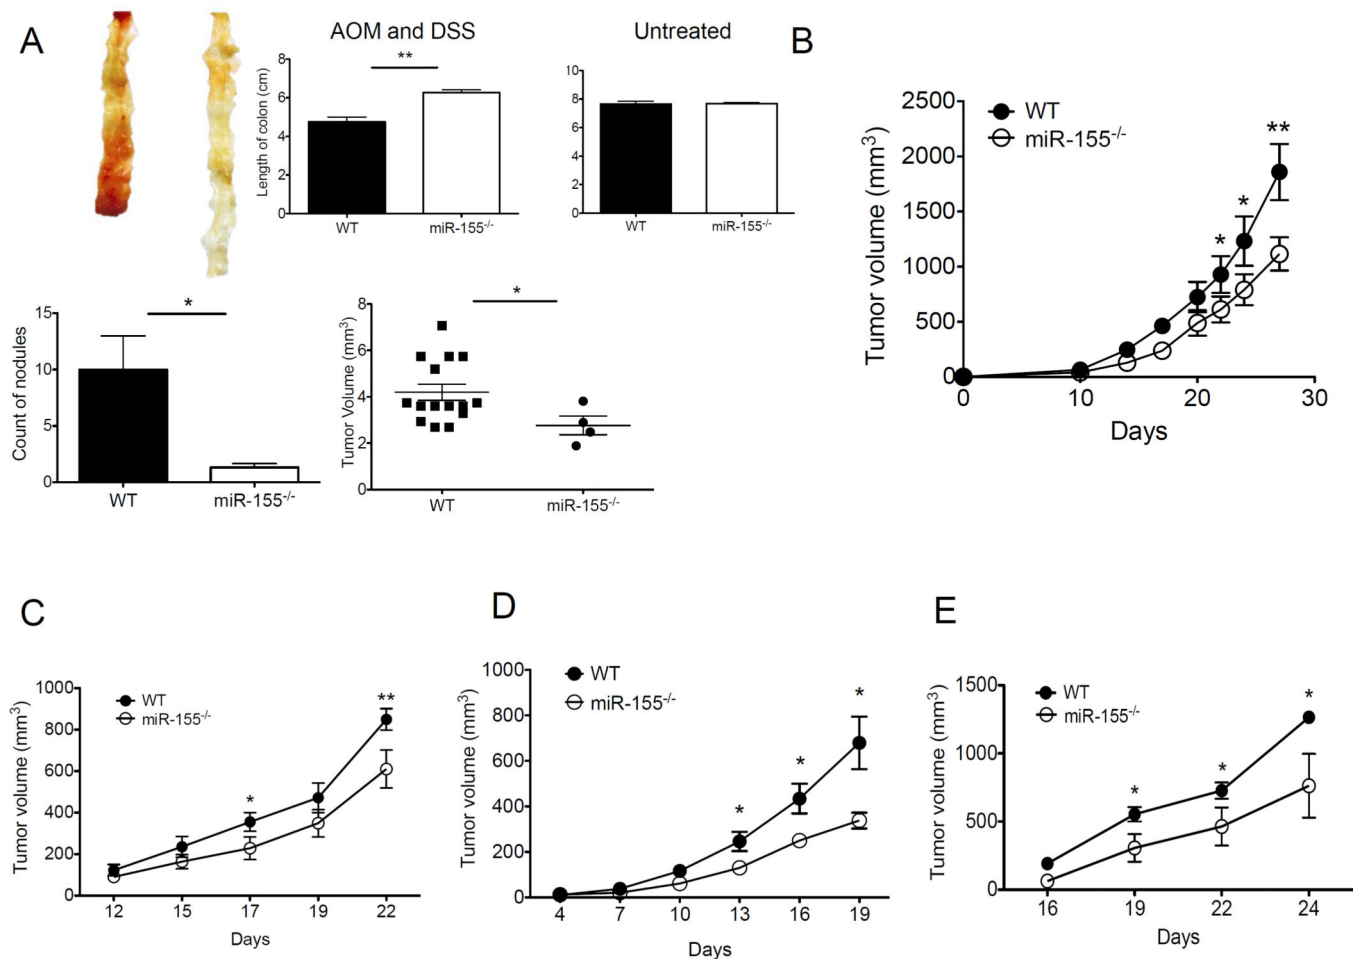 A
AOM and DSS
Length of colon (cm)
8
6
4
2
0
**
WT
miR-155-/-
Untreated
10
8
6
4
2
0
WT
miR-155-/-
Count of nodules
15
10
5
0
*
WT
miR-155-/-
Tumor Volume (mm3)
8
6
4
2
0
*
WT
miR-155-/-
B
WT
miR-155-/-
Tumor volume (mm3)
2500
2000
1500
1000
500
0
* * **
0 10 20 30
Days
C
WT
miR-155-/-
Tumor volume (mm3)
1000
800
600
400
200
0
* **
12 15 17 19 22
Days
D
WT
miR-155-/-
Tumor volume (mm3)
1000
800
600
400
200
0
* * *
4 7 10 13 16 19
Days
E
WT
miR-155-/-
Tumor volume (mm3)
1500
1000
500
0
* * *
16 19 22 24
Days